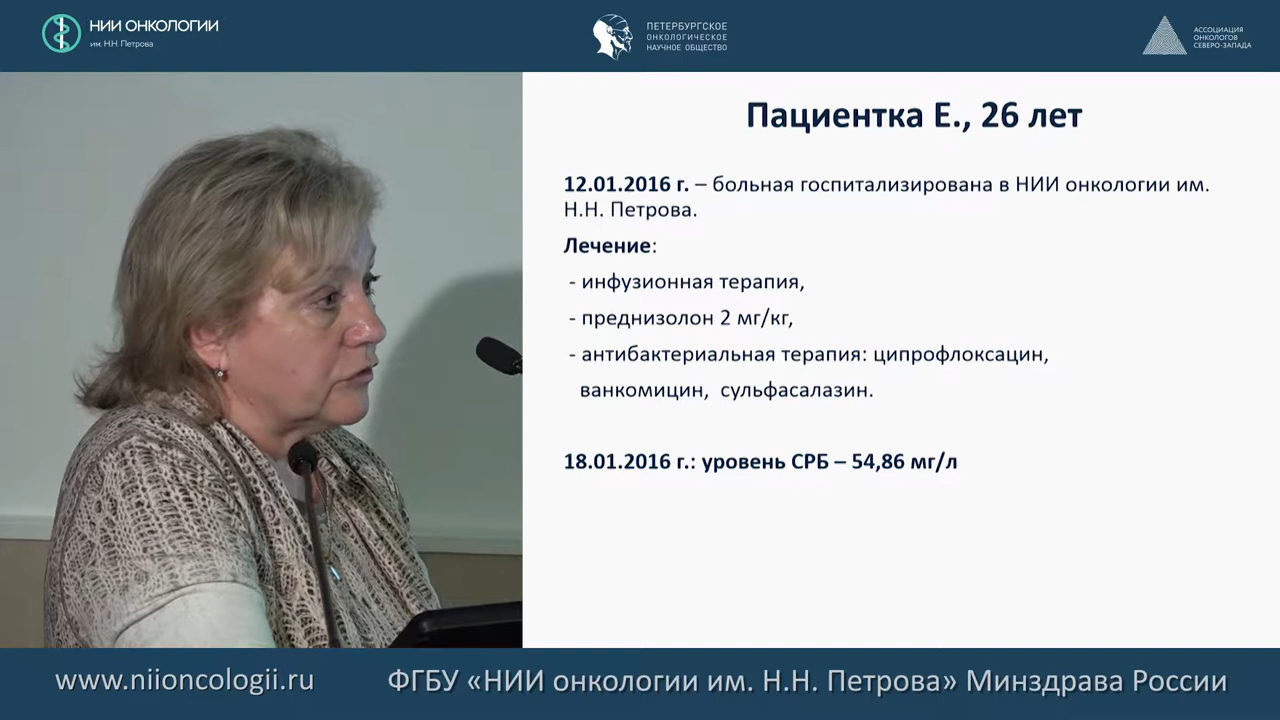 НИИ ОНКОЛОГИИ
им. Н.Н. Петрова
ПЕТЕРБУРГСКОЕ
ОНКОЛОГИЧЕСКОЕ
НАУЧНОЕ ОБЩЕСТВО
АССОЦИАЦИЯ
ОНКОЛОГОВ
СЕВЕРО-ЗАПАДА
Пациентка Е., 26 лет
12.01.2016 г. – больная госпитализирована в НИИ онкологии им.
Н.Н. Петрова.
Лечение:
- инфузионная терапия,
- преднизолон 2 мг/кг,
- антибактериальная терапия: ципрофлоксацин,
ванкомицин, сульфасалазин.
18.01.2016 г.: уровень СРБ – 54,86 мг/л
www.niioncologii.ru
ФГБУ «НИИ онкологии им. Н.Н. Петрова» Минздрава России